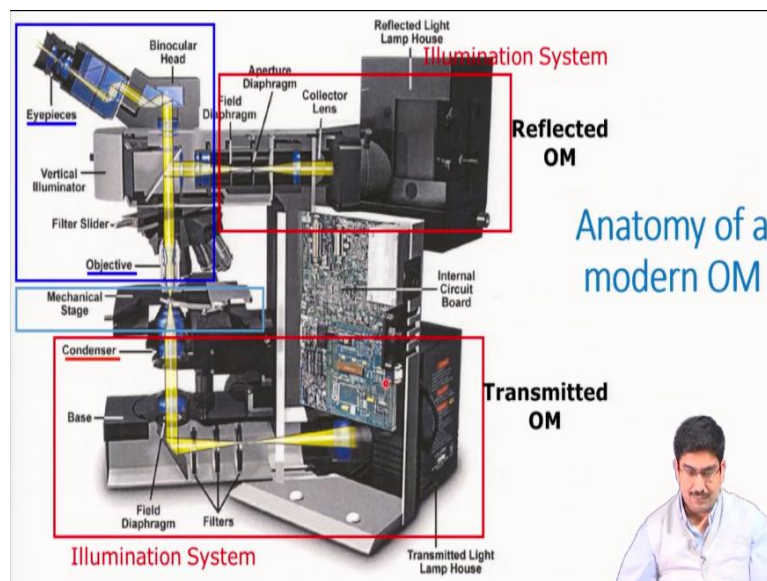 Reflected Light
Lamp House
Illumination System
Binocular
Head
Aperture
Diaphragm
Field
Diaphragm
Collector
Lens
Eyepieces
Reflected
OM
Vertical
Illuminator
Filter Slider
Objective
Anatomy of a
modern OM
Mechanical
Stage
Internal
Circuit
Board
Condenser
Transmitted
OM
Base
Field
Diaphragm
Filters
Illumination System
Transmitted Light
Lamp House